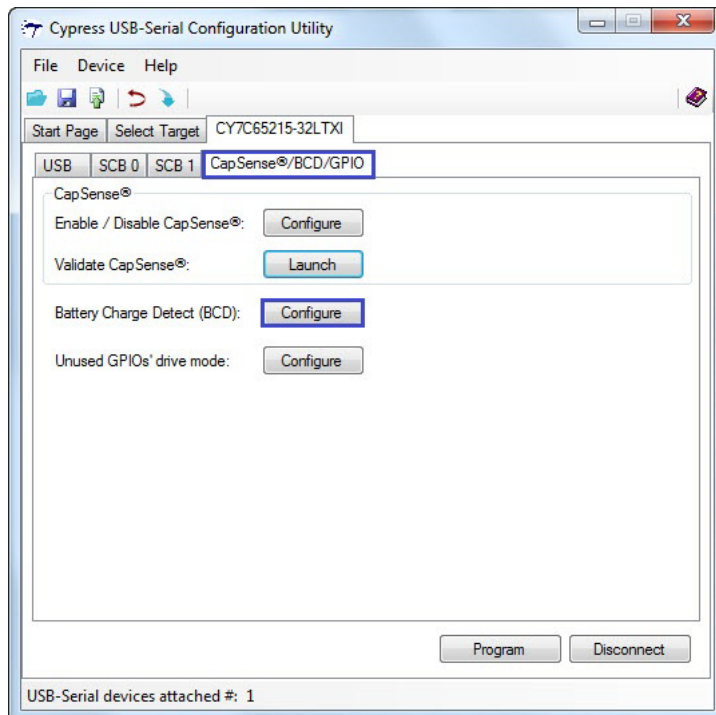 Cypress USB-Serial Configuration Utility
File Device Help
Start Page Select Target CY7C65215-32LTXI
USB SCB 0 SCB 1 CapSense®/BCD/GPIO
CapSense®
Enable / Disable CapSense®: Configure
Validate CapSense®: Launch
Battery Charge Detect (BCD): Configure
Unused GPIOs' drive mode: Configure
Program Disconnect
USB-Serial devices attached #: 1